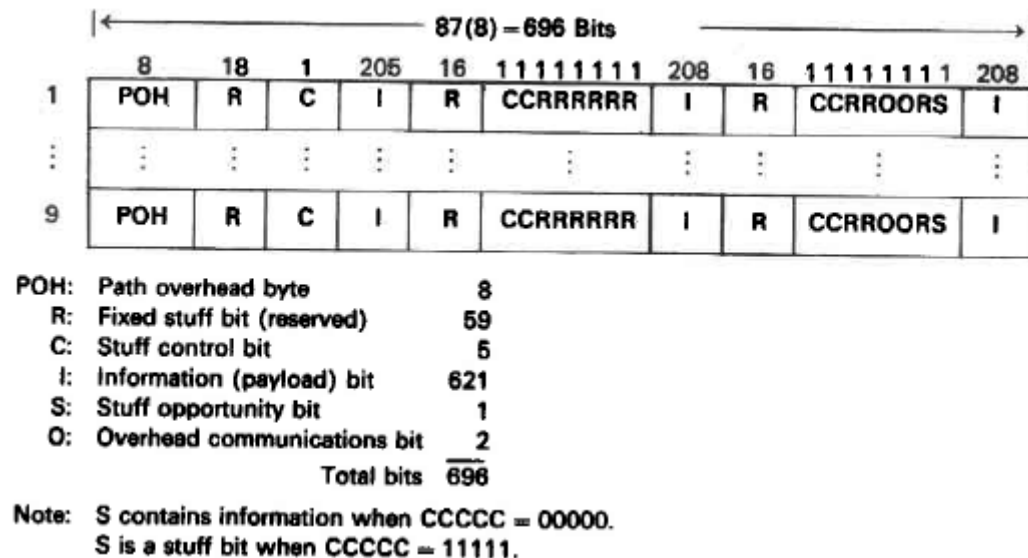 87(8) = 696 Bits
8 18 1 205 16 1 1 1 1 1 1 1 1 208 16 1 1 1 1 1 1 1 1 208
1 POH R C I R CCRRRRRR I R CCRROORS I
9 POH R C I R CCRRRRRR I R CCRROORS I
POH: Path overhead byte 8
R: Fixed stuff bit (reserved) 59
C: Stuff control bit 5
I: Information (payload) bit 621
S: Stuff opportunity bit 1
O: Overhead communications bit 2
Total bits 696
Note: S contains information when CCCCC = 00000.
S is a stuff bit when CCCCC = 11111.